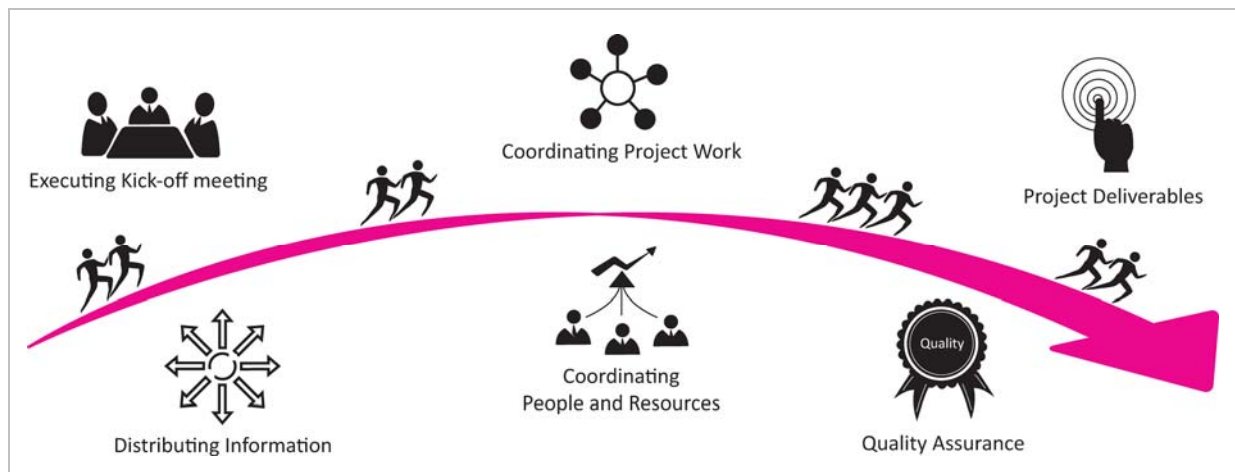 Executing Kick-off meeting
Coordinating Project Work
Project Deliverables
Distributing Information
Coordinating
People and Resources
Quality
Quality Assurance